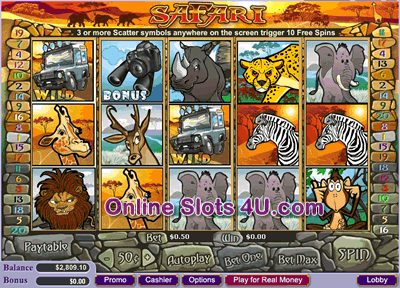 SAFARI
3 or more Scatter symbols anywhere on the screen trigger 10 Free Spins
WILD
BONUS
WILD
Online Slots 4U.com
Bet $0.50 Win $0.00
Paytable - 50¢ + Autoplay Bet One Bet Max SPIN
Balance $2,809.10
Bonus $0.00 Promo Cashier Options Play for Real Money Lobby